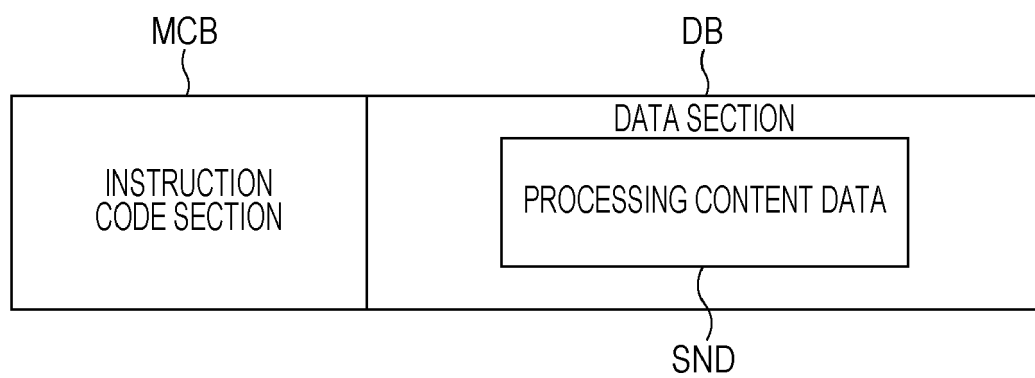 MCB
DB
DATA SECTION
INSTRUCTION
CODE SECTION
PROCESSING CONTENT DATA
SND